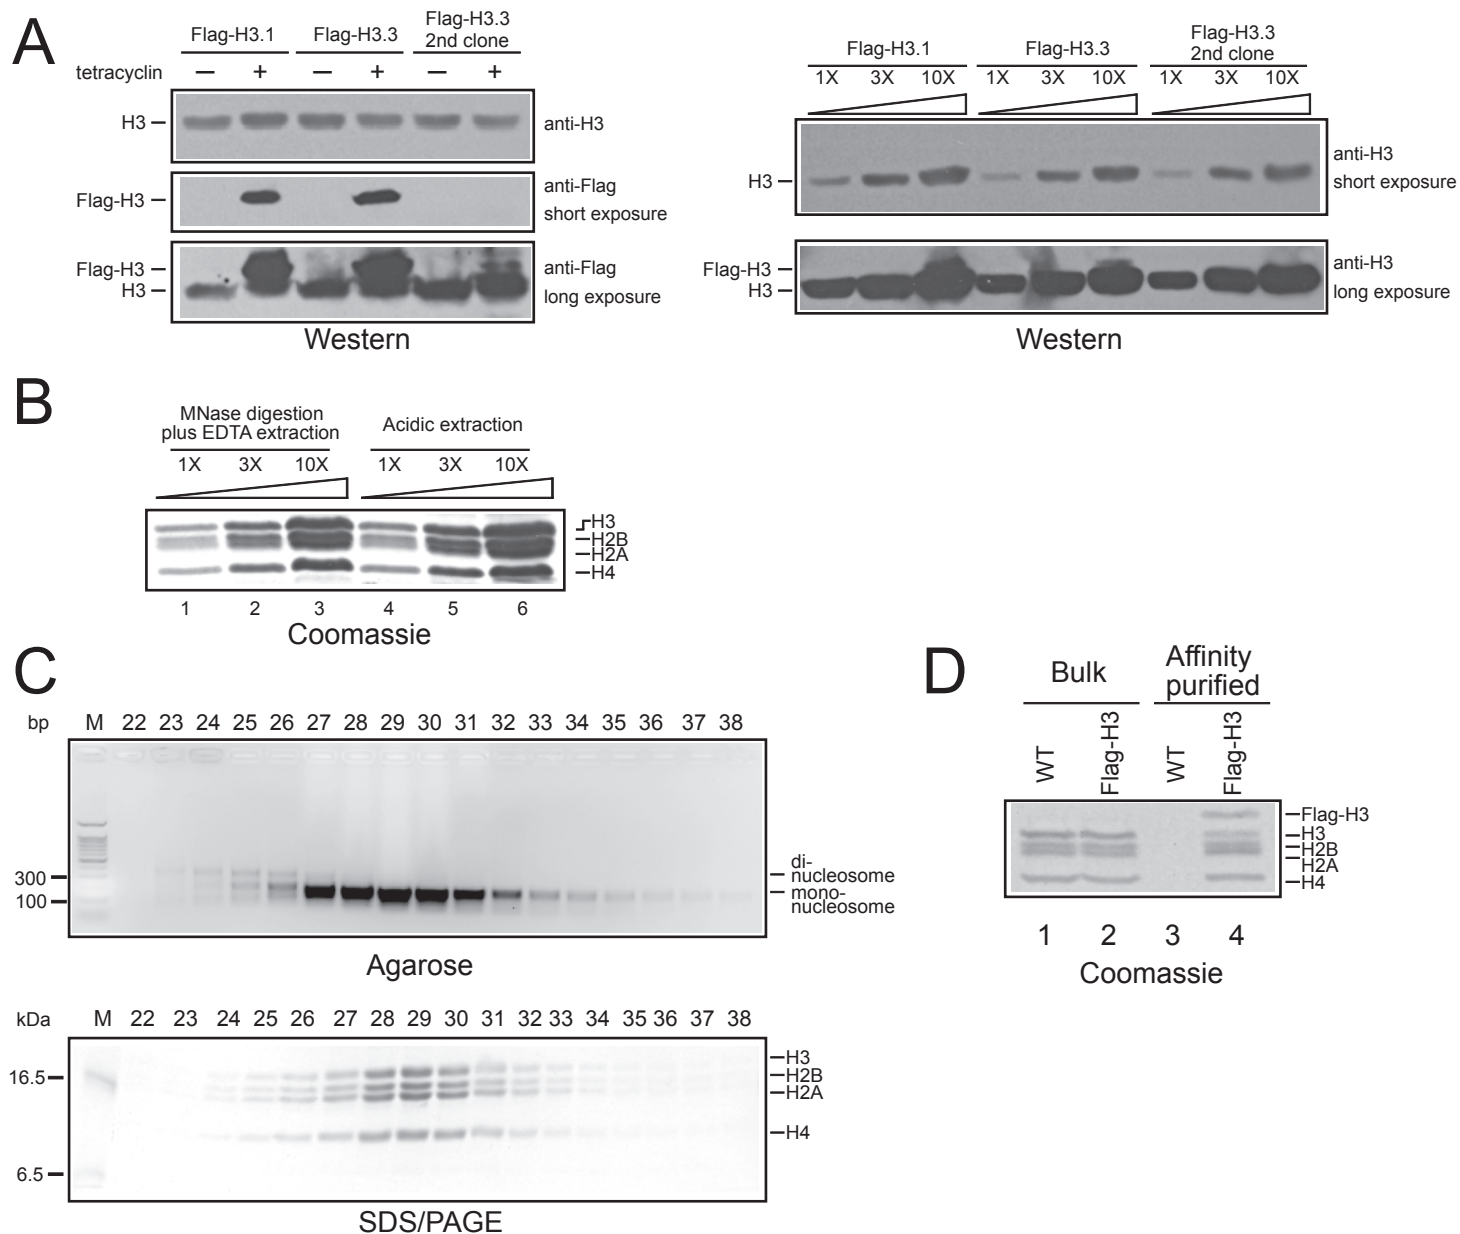 A
Flag-H3.1 Flag-H3.3 Flag-H3.3
2nd clone
tetracyclin – + – + – +
H3 anti-H3
Flag-H3 anti-Flag
short exposure
Flag-H3 anti-Flag
H3 long exposure
Western
Flag-H3.1 Flag-H3.3 Flag-H3.3
2nd clone
1X 3X 10X 1X 3X 10X 1X 3X 10X
H3 anti-H3
short exposure
Flag-H3 anti-H3
H3 long exposure
Western
B
MNase digestion
plus EDTA extraction
Acidic extraction
1X 3X 10X 1X 3X 10X
H3
H2B
H2A
H4
1 2 3 4 5 6
Coomassie
C
bp M 22 23 24 25 26 27 28 29 30 31 32 33 34 35 36 37 38
300
100
di-
nucleosome
mono-
nucleosome
Agarose
kDa M 22 23 24 25 26 27 28 29 30 31 32 33 34 35 36 37 38
16.5
6.5
H3
H2B
H2A
H4
SDS/PAGE
D
Bulk
Affinity
purified
WT Flag-H3 WT Flag-H3
Flag-H3
H3
H2B
H2A
H4
1 2 3 4
Coomassie